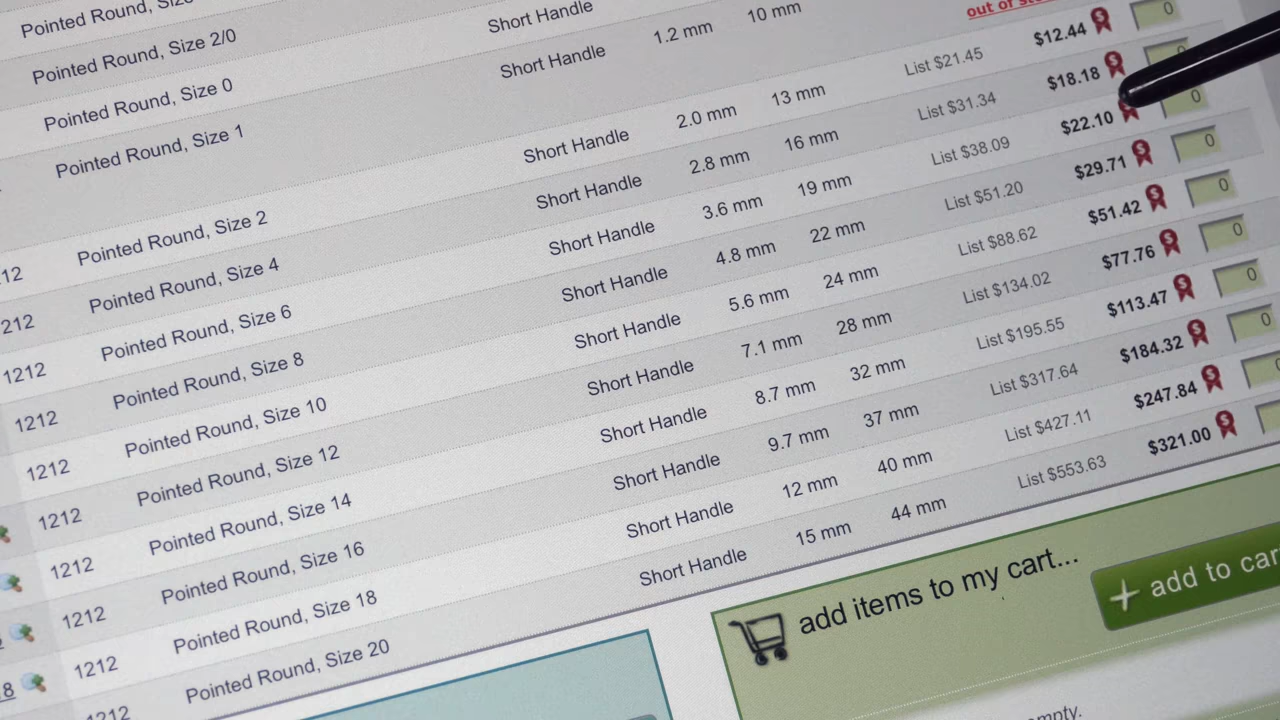 Pointed Round, Size 2/0
Pointed Round, Size 0 Short Handle
Pointed Round, Size 1 Short Handle 1.2 mm 10 mm out of
12 Pointed Round, Size 2 Short Handle 2.0 mm 13 mm List $21.45 $12.44 0
212 Pointed Round, Size 4 Short Handle 2.8 mm 16 mm List $31.34 $18.18
1212 Pointed Round, Size 6 Short Handle 3.6 mm 19 mm List $38.09 $22.10 0
1212 Pointed Round, Size 8 Short Handle 4.8 mm 22 mm List $51.20 $29.71 0
1212 Pointed Round, Size 10 Short Handle 5.6 mm 24 mm List $88.62 $51.42 0
1212 Pointed Round, Size 12 Short Handle 7.1 mm 28 mm List $134.02 $77.76 0
1212 Pointed Round, Size 14 Short Handle 8.7 mm 32 mm List $195.55 $113.47 0
1212 Pointed Round, Size 16 Short Handle 9.7 mm 37 mm List $317.64 $184.32 0
8 1212 Pointed Round, Size 18 Short Handle 12 mm 40 mm List $427.11 $247.84
1212 Pointed Round, Size 20 Short Handle 15 mm 44 mm List $553.63 $321.00
add items to my cart...
+ add to car